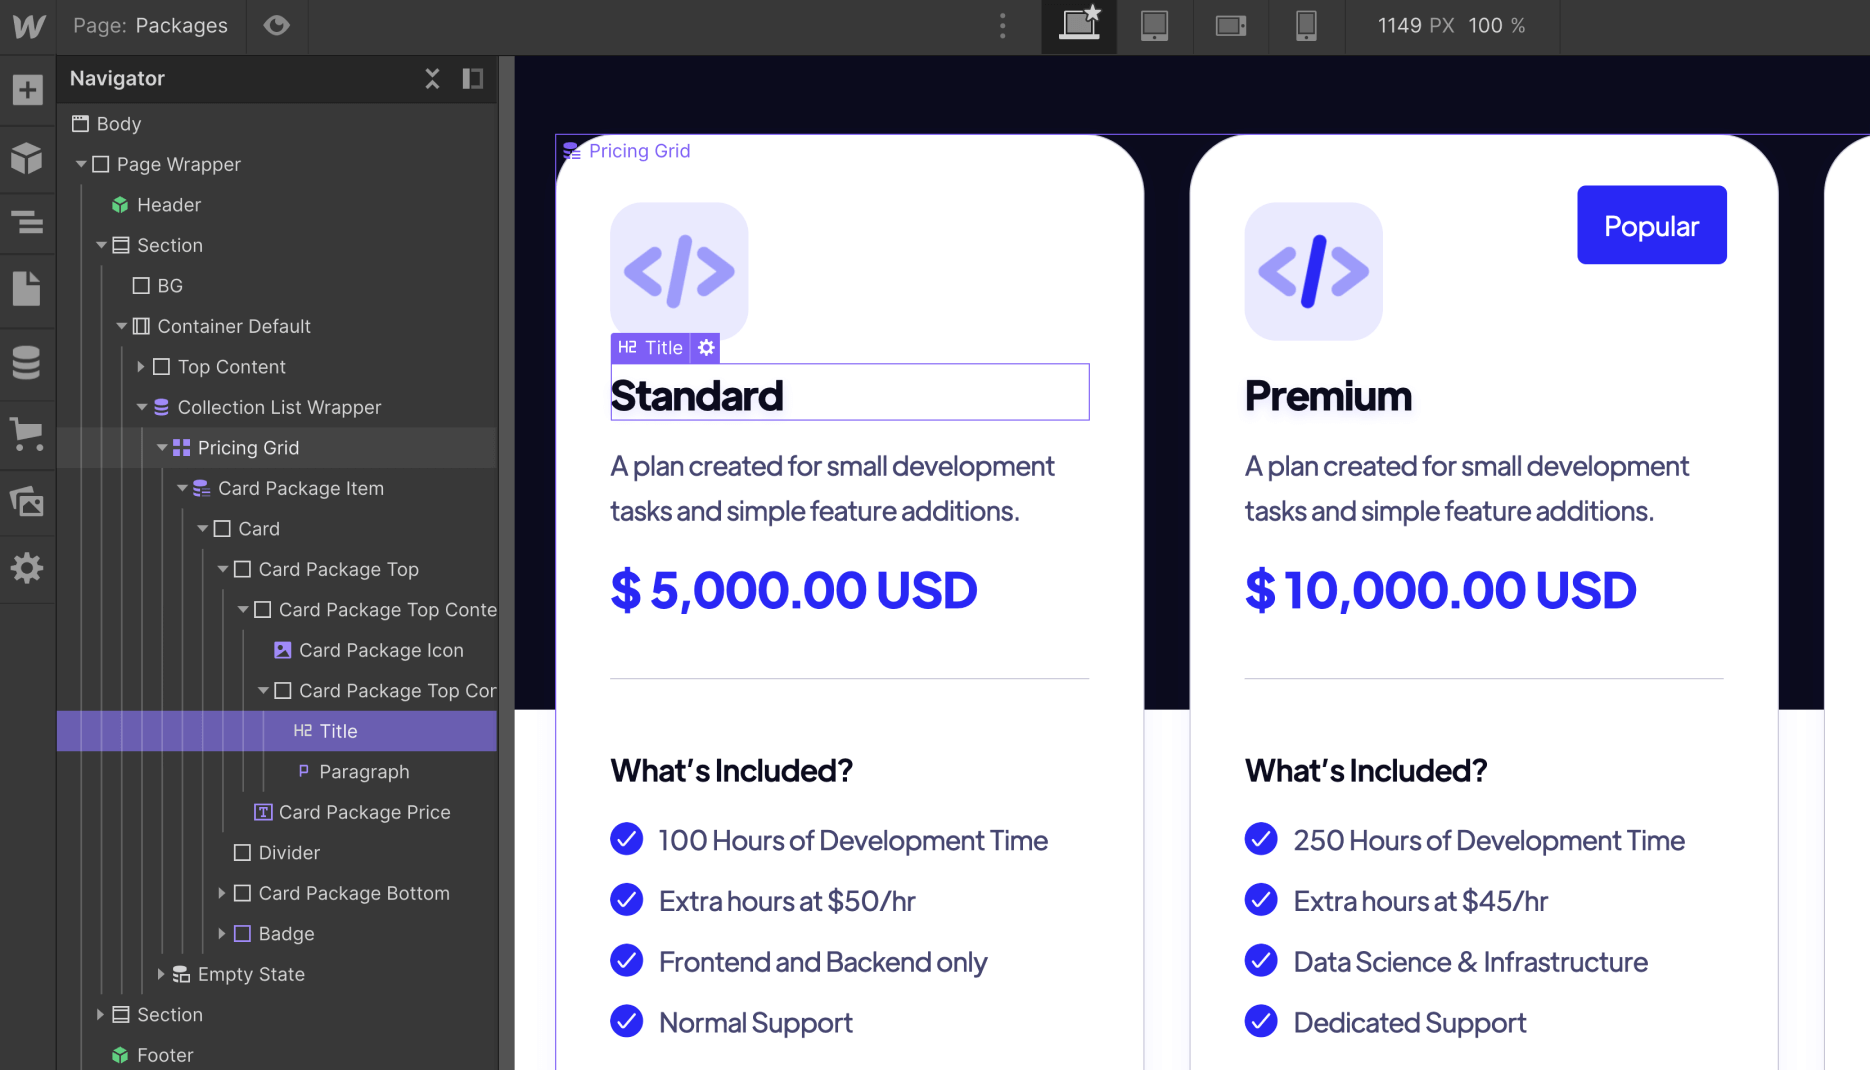 Page: Packages
1149 PX 100 %
Navigator
Body
Page Wrapper
Header
Section
BG
Container Default
Top Content
Collection List Wrapper
Pricing Grid
Card Package Item
Card
Card Package Top
Card Package Top Conte
Card Package Icon
Card Package Top Cor
H2 Title
Paragraph
Card Package Price
Divider
Card Package Bottom
Badge
Empty State
Section
Footer
Pricing Grid
H2 Title
Standard
A plan created for small development
tasks and simple feature additions.
$ 5,000.00 USD
What's Included?
100 Hours of Development Time
Extra hours at $50/hr
Frontend and Backend only
Normal Support
Popular
Premium
A plan created for small development
tasks and simple feature additions.
$ 10,000.00 USD
What's Included?
250 Hours of Development Time
Extra hours at $45/hr
Data Science & Infrastructure
Dedicated Support